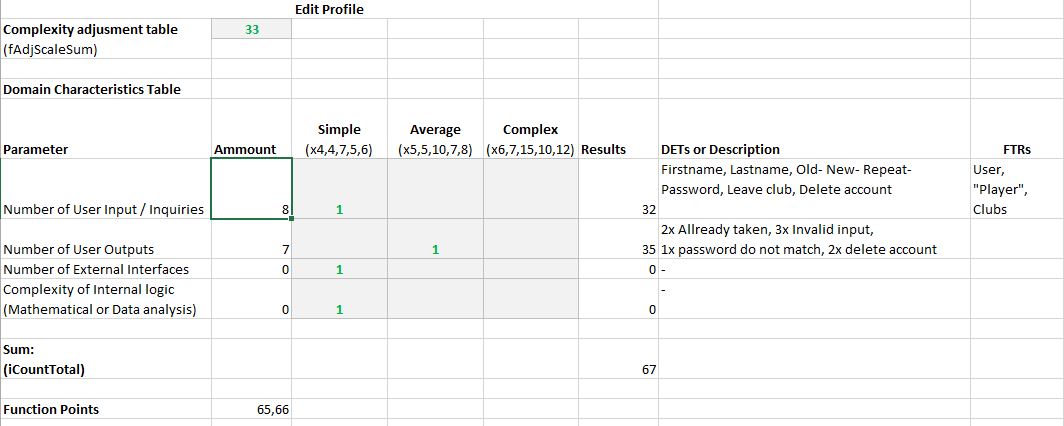 Edit Profile
Complexity adjusment table 33
(fAdjScaleSum)
Domain Characteristics Table
Simple Average Complex
Parameter Ammount (x4,4,7,5,6) (x5,5,10,7,8) (x6,7,15,10,12) Results DETs or Description FTRs
Firstname, Lastname, Old- New- Repeat- User,
Password, Leave club, Delete account "Player",
Number of User Input / Inquiries 8 1 32 Clubs
2x Allready taken, 3x Invalid input,
Number of User Outputs 7 1 35 1x password do not match, 2x delete account
Number of External Interfaces 0 1 0 -
Complexity of Internal logic -
(Mathematical or Data analysis) 0 1 0
Sum:
(iCountTotal) 67
Function Points 65,66